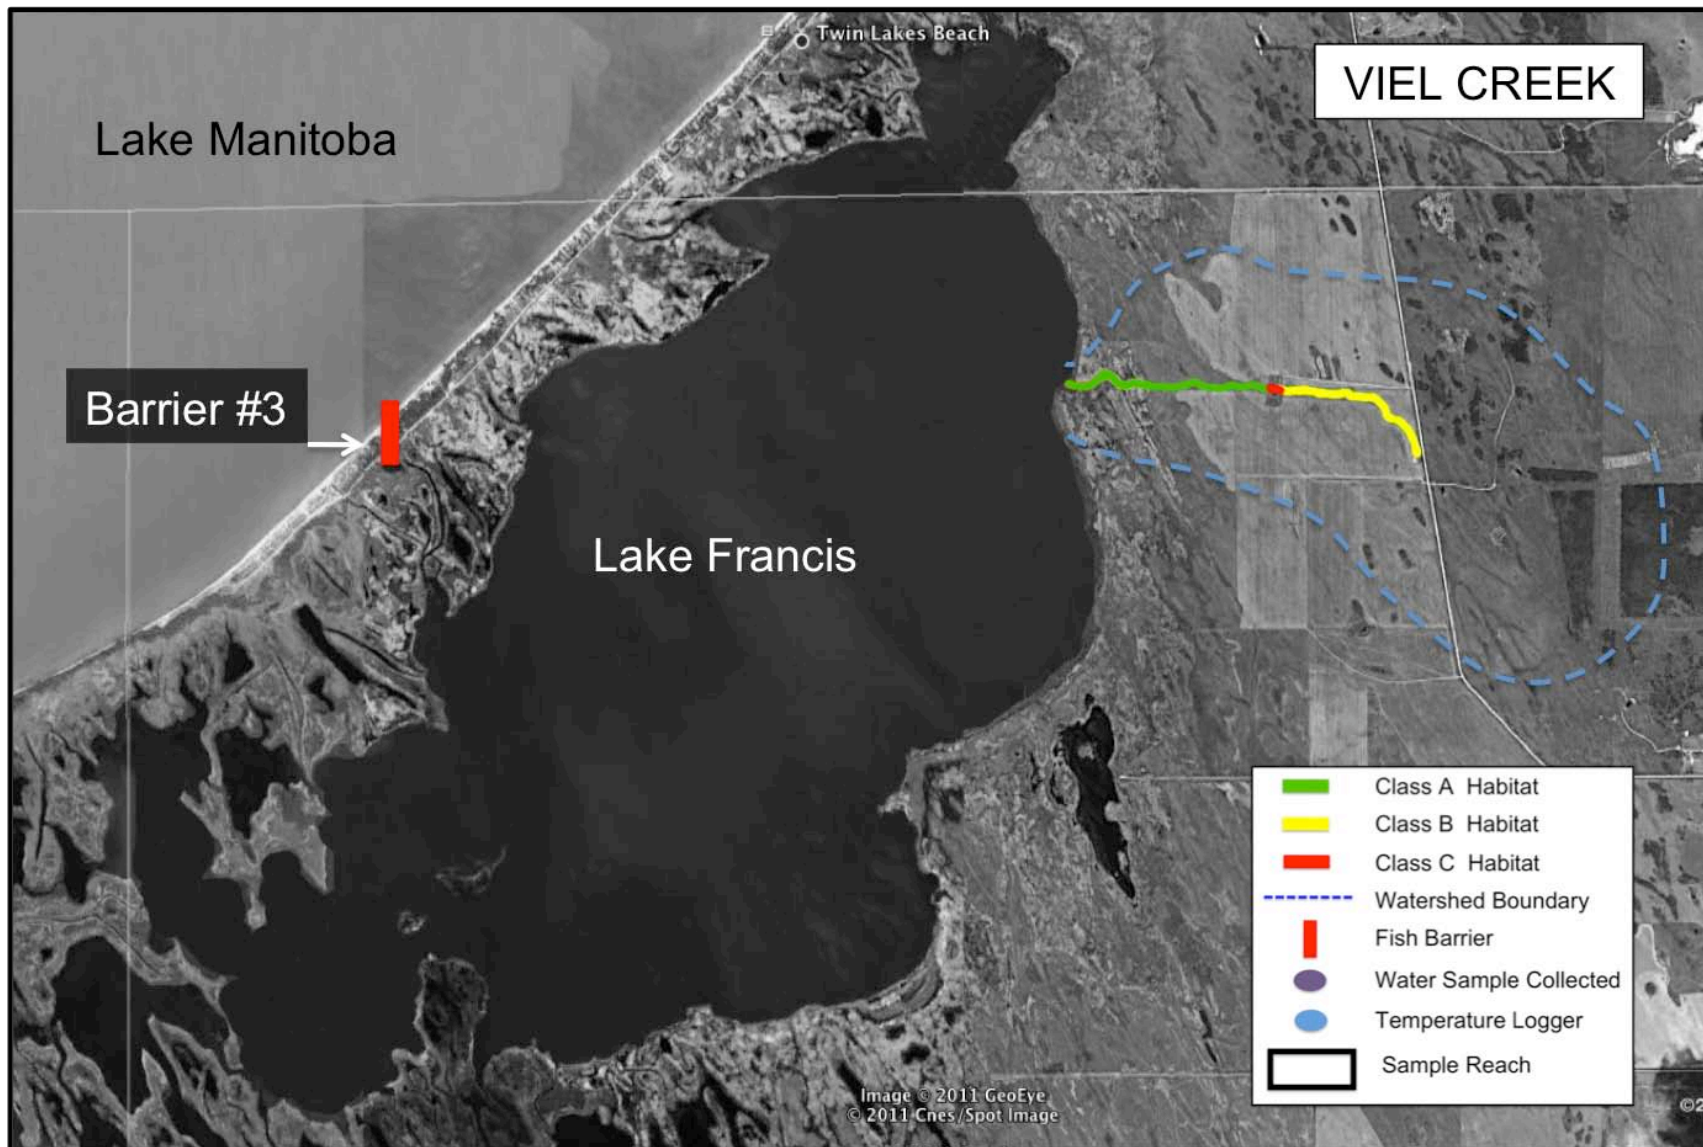 Twin Lakes Beach
VIEL CREEK
Lake Manitoba
Barrier #3
Lake Francis
Class A Habitat
Class B Habitat
Class C Habitat
Watershed Boundary
Fish Barrier
Water Sample Collected
Temperature Logger
Sample Reach
Image © 2011 GeoEye
© 2011 Cnes/Spot Image
©2